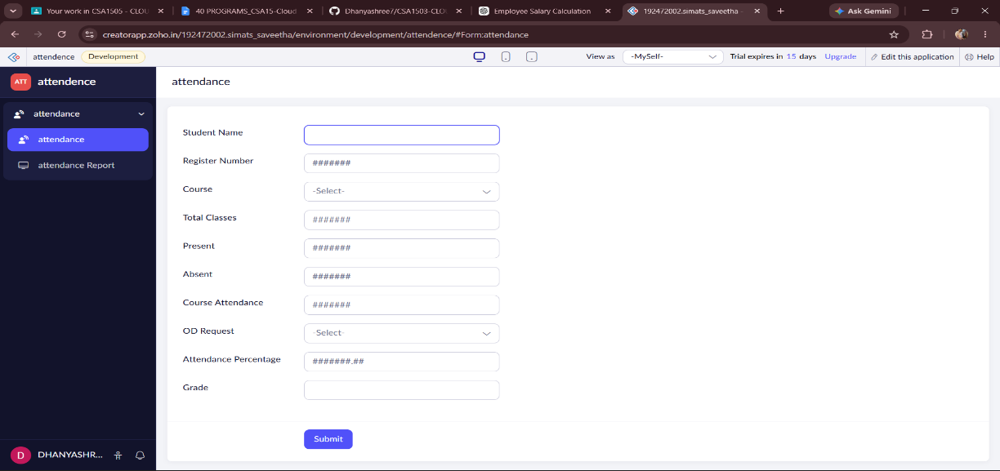 Your work in CSA1505 - CLOU
40 PROGRAMS_CSA15-Cloud
Dhanyashree77/CSA1503-CLOU
Employee Salary Calculation
192472002.simats_saveetha -
Ask Gemini
creatorapp.zoho.in/192472002.simats_saveetha/environment/development/attendence/#Form:attendance
attendence
Development
View as
-MySelf-
Trial expires in 15 days
Upgrade
Edit this application
Help
ATT
attendence
attendance
attendance
attendance Report
attendance
Student Name
Register Number
#######
Course
-Select-
Total Classes
#######
Present
#######
Absent
#######
Course Attendance
#######
OD Request
-Select-
Attendance Percentage
#######.##
Grade
Submit
D
DHANYASHR...